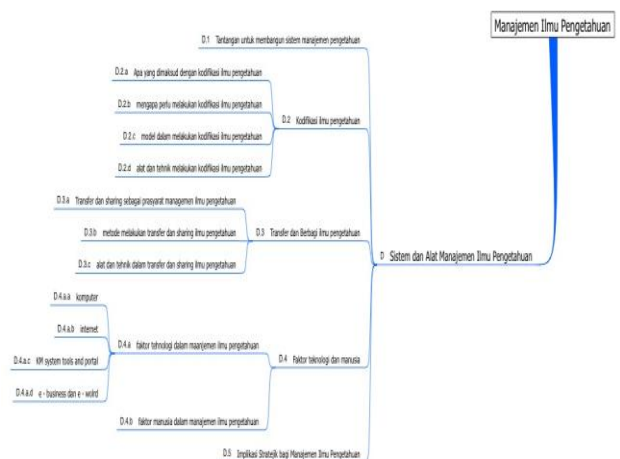 Manajemen Ilmu Pengetahuan
D Sistem dan Alat Manajemen Ilmu Pengetahuan
D.1 Tantangan untuk membangun sistem manajemen pengetahuan
D.2 Kodifikasi ilmu pengetahuan
D.2.a Apa yang dimaksud dengan kodifikasi ilmu pengetahuan
D.2.b mengapa perlu melakukan kodifikasi ilmu pengetahuan
D.2.c model dalam melakukan kodifikasi ilmu pengetahuan
D.2.d alat dan tehnik melakukan kodifikasi ilmu pengetahuan
D.3 Transfer dan Berbagi ilmu pengetahuan
D.3.a Transfer dan sharing sebagai prasyarat managemen ilmu pengetahuan
D.3.b metode melakukan transfer dan sharing ilmu pengetahuan
D.3.c alat dan tehnik dalam transfer dan sharing ilmu pengetahuan
D.4 Faktor teknologi dan manusia
D.4.a faktor tehnologi dalam maanjemen ilmu pengetahuan
D.4.a.a komputer
D.4.a.b internet
D.4.a.c KM system tools and portal
D.4.a.d e - business dan e - wolrd
D.4.b faktor manusia dalam manajemen ilmu pengetahuan
D.5 Implikasi Stratejik bagi Manajemen Ilmu Pengetahuan